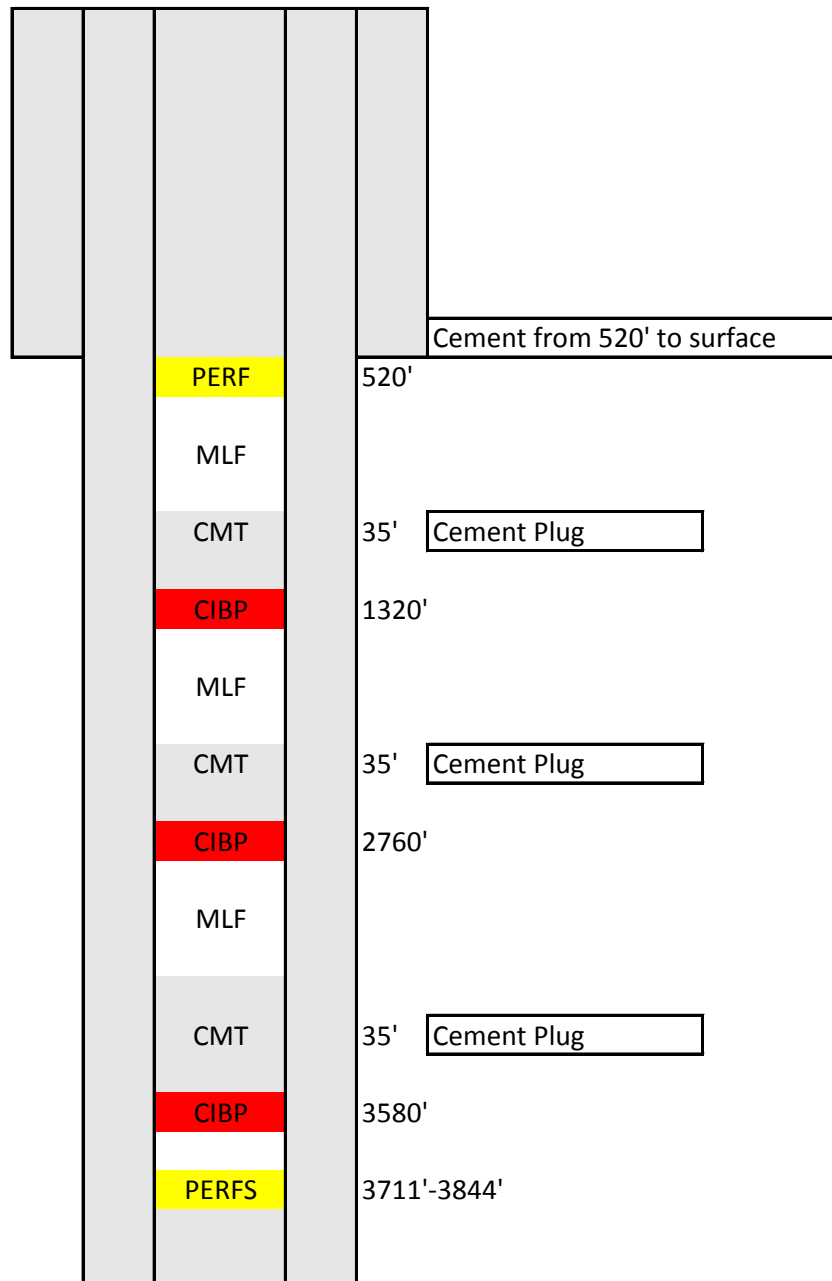 Cement from 520' to surface
PERF 520'
MLF
CMT 35' Cement Plug
CIBP 1320'
MLF
CMT 35' Cement Plug
CIBP 2760'
MLF
CMT 35' Cement Plug
CIBP 3580'
PERFS 3711'-3844'